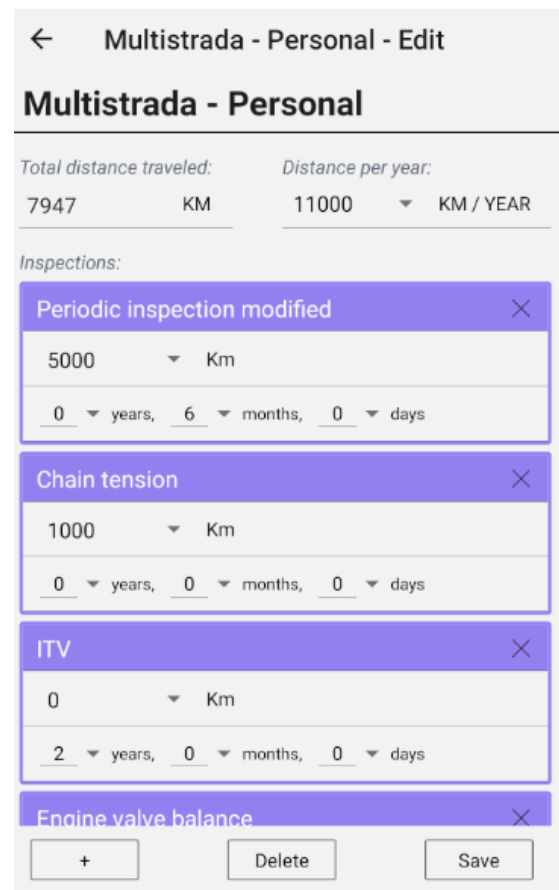 Multistrada - Personal - Edit
Multistrada - Personal
Total distance traveled: Distance per year:
7947 KM 11000 KM / YEAR
Inspections:
Periodic inspection modified
5000 Km
0 years, 6 months, 0 days
Chain tension
1000 Km
0 years, 0 months, 0 days
ITV
0 Km
2 years, 0 months, 0 days
Engine valve balance
+ Delete Save